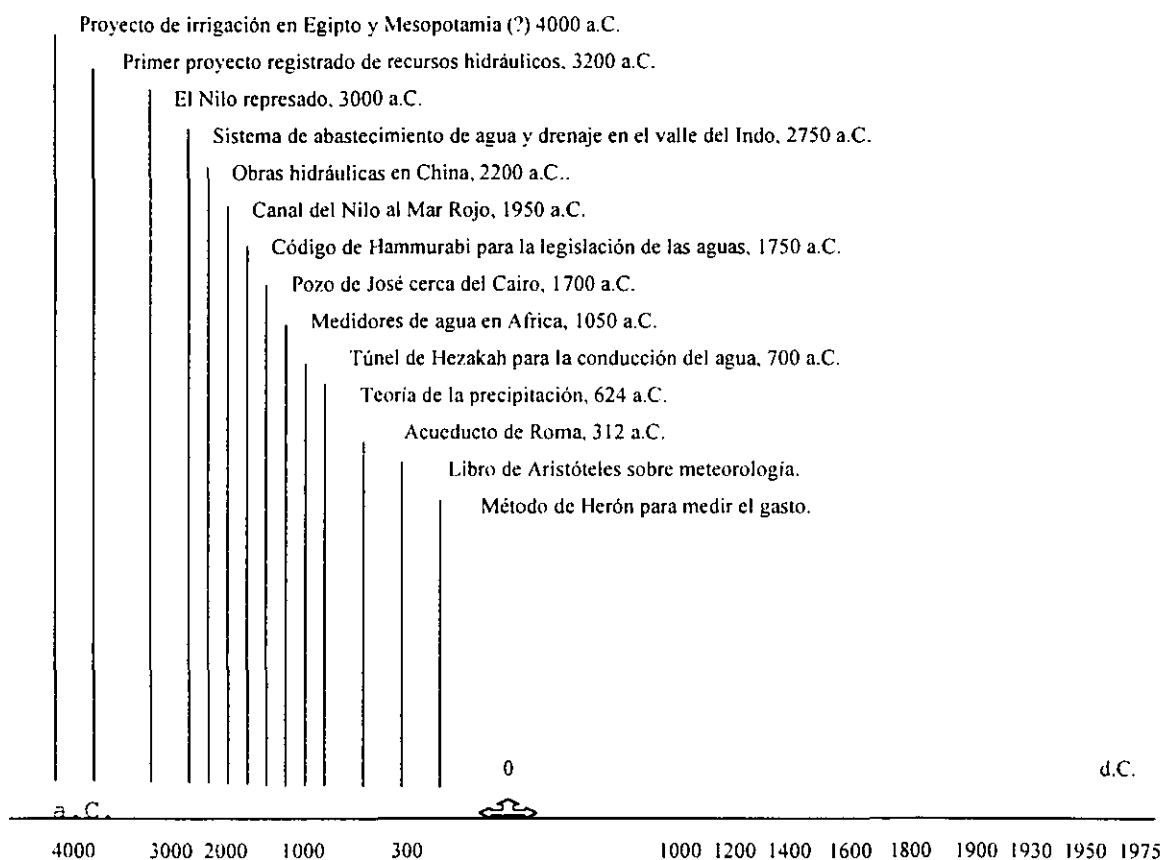 Proyecto de irrigación en Egipto y Mesopotamia (?) 4000 a.C.
Primer proyecto registrado de recursos hidráulicos, 3200 a.C.
El Nilo represado, 3000 a.C.
Sistema de abastecimiento de agua y drenaje en el valle del Indo, 2750 a.C.
Obras hidráulicas en China, 2200 a.C..
Canal del Nilo al Mar Rojo, 1950 a.C.
Código de Hammurabi para la legislación de las aguas, 1750 a.C.
Pozo de José cerca del Cairo, 1700 a.C.
Medidores de agua en Africa, 1050 a.C.
Túnel de Hezakah para la conducción del agua, 700 a.C.
Teoría de la precipitación, 624 a.C.
Acueducto de Roma, 312 a.C.
Libro de Aristóteles sobre meteorología.
Método de Herón para medir el gasto.
0 d.C.
a.C.
4000 3000 2000 1000 300 1000 1200 1400 1600 1800 1900 1930 1950 1975